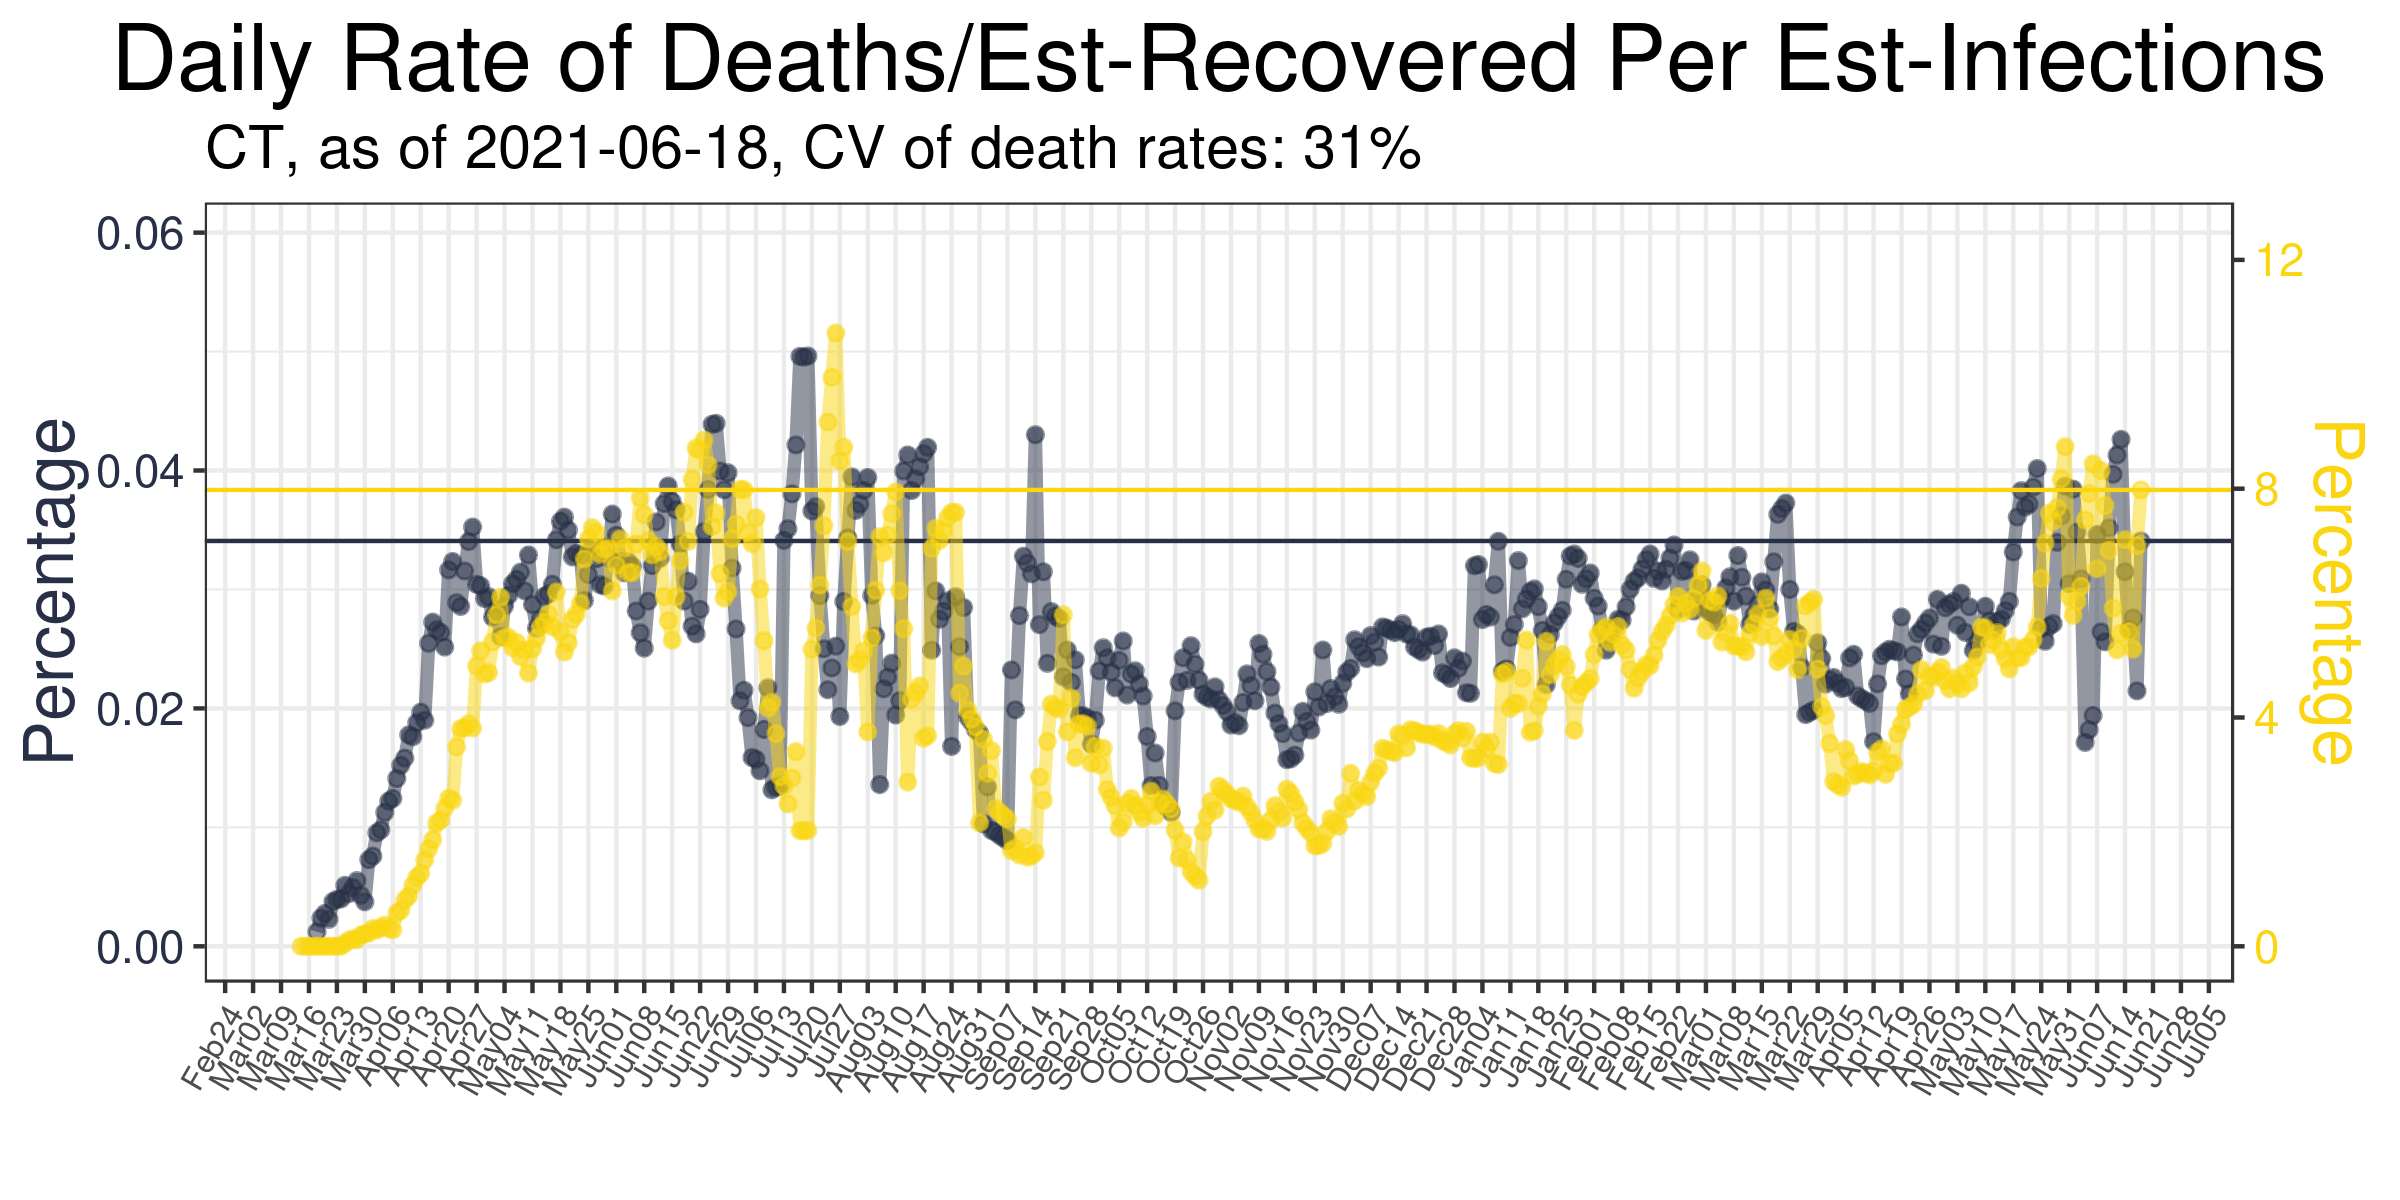 Daily Rate of Deaths/Est-Recovered Per Est-Infections
CT, as of 2021-06-18, CV of death rates: 31%
Percentage
0.06
0.04
0.02
0.00
12
8
4
0
Percentage
Feb24
Mar02
Mar09
Mar16
Mar23
Mar30
Apr06
Apr13
Apr20
Apr27
May04
May11
May18
May25
Jun01
Jun08
Jun15
Jun22
Jun29
Jul06
Jul13
Jul20
Jul27
Aug03
Aug10
Aug17
Aug24
Aug31
Sep07
Sep14
Sep21
Sep28
Oct05
Oct12
Oct19
Oct26
Nov02
Nov09
Nov16
Nov23
Nov30
Dec07
Dec14
Dec21
Dec28
Jan04
Jan11
Jan18
Jan25
Feb01
Feb08
Feb15
Feb22
Mar01
Mar08
Mar15
Mar22
Mar29
Apr05
Apr12
Apr19
Apr26
May03
May10
May17
May24
May31
Jun07
Jun14
Jun21
Jun28
Jul05